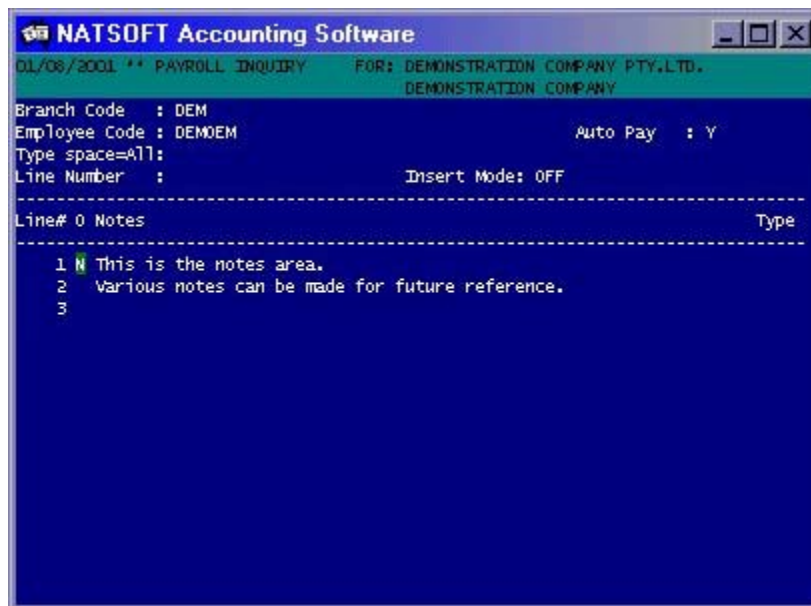 NATSOFT Accounting Software
01/08/2001 ** PAYROLL INQUIRY FOR: DEMONSTRATION COMPANY PTY.LTD.
DEMONSTRATION COMPANY
Branch Code : DEM
Employee Code : DEMOEM Auto Pay : Y
Type space=All:
Line Number : Insert Mode: OFF
Line# O Notes Type
1 N This is the notes area.
2 Various notes can be made for future reference.
3